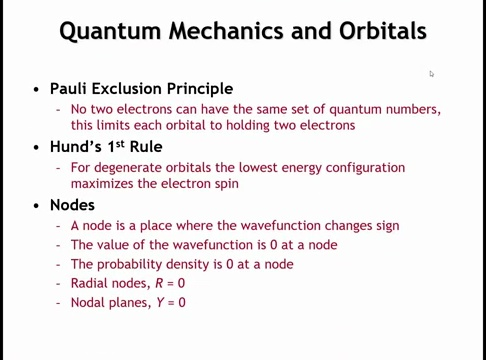 Quantum Mechanics and Orbitals
• Pauli Exclusion Principle
– No two electrons can have the same set of quantum numbers,
this limits each orbital to holding two electrons
• Hund's 1st Rule
– For degenerate orbitals the lowest energy configuration
maximizes the electron spin
• Nodes
– A node is a place where the wavefunction changes sign
– The value of the wavefunction is 0 at a node
– The probability density is 0 at a node
– Radial nodes, R = 0
– Nodal planes, Y = 0